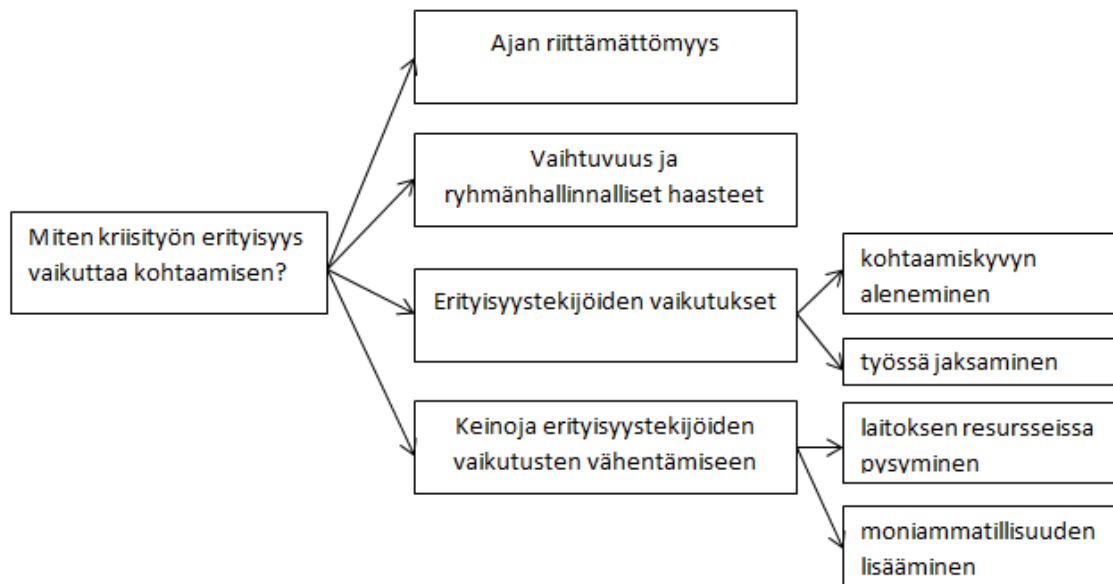 Ajan riittämättömyys
Vaihtuvuus ja
ryhmänhallinnalliset haasteet
Miten kriisityön erityisyys
vaikuttaa kohtaamisen?
Erityisyystekijöiden vaikutukset
kohtaamiskyvyn
aleneminen
työssä jaksaminen
Keinoja erityisyystekijöiden
vaikutusten vähentämiseen
laitoksen resursseissa
pysyminen
moniammatillisuuden
lisääminen